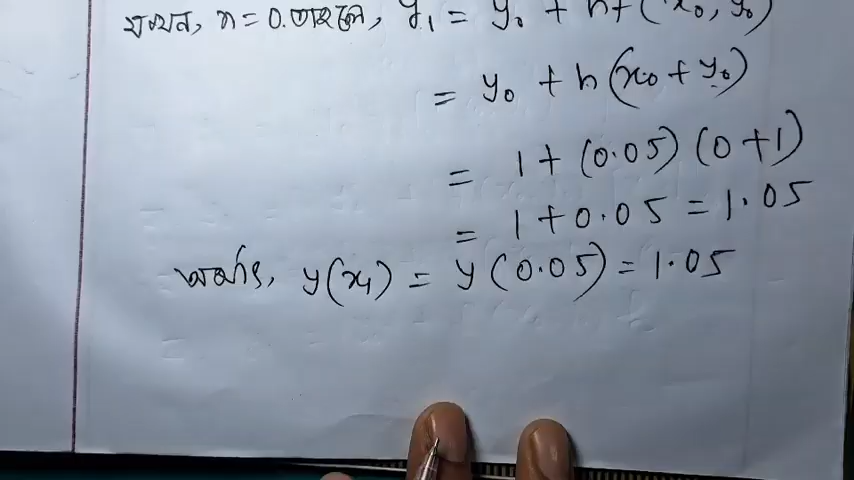 যখন, n = 0.তাহলে, y₁ = y₀ + hf(x₀, y₀)
= y₀ + h(x₀ + y₀)
= 1 + (0.05) (0+1)
= 1 + 0.05 = 1.05
অর্থাৎ, y(x₁) = y(0.05) = 1.05